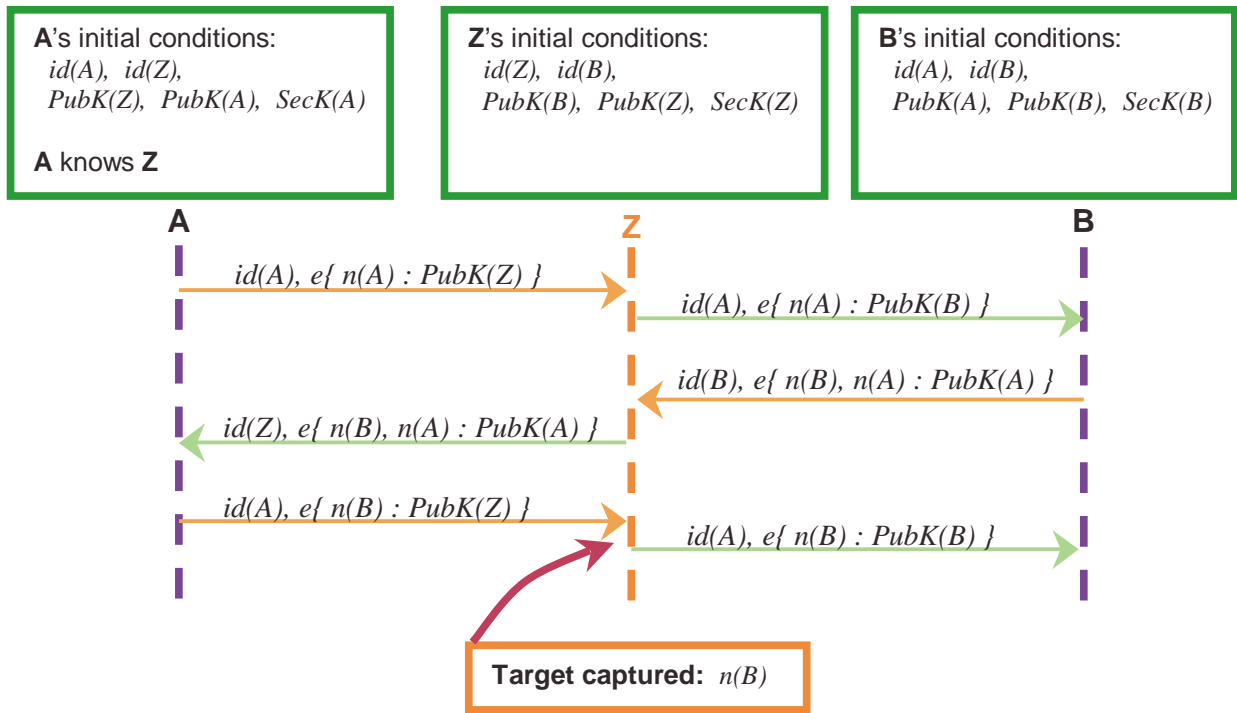 A's initial conditions:
id(A), id(Z),
PubK(Z), PubK(A), SecK(A)
A knows Z
Z's initial conditions:
id(Z), id(B),
PubK(B), PubK(Z), SecK(Z)
B's initial conditions:
id(A), id(B),
PubK(A), PubK(B), SecK(B)
A
Z
B
id(A), e{ n(A) : PubK(Z) }
id(A), e{ n(A) : PubK(B) }
id(B), e{ n(B), n(A) : PubK(A) }
id(Z), e{ n(B), n(A) : PubK(A) }
id(A), e{ n(B) : PubK(Z) }
id(A), e{ n(B) : PubK(B) }
Target captured: n(B)